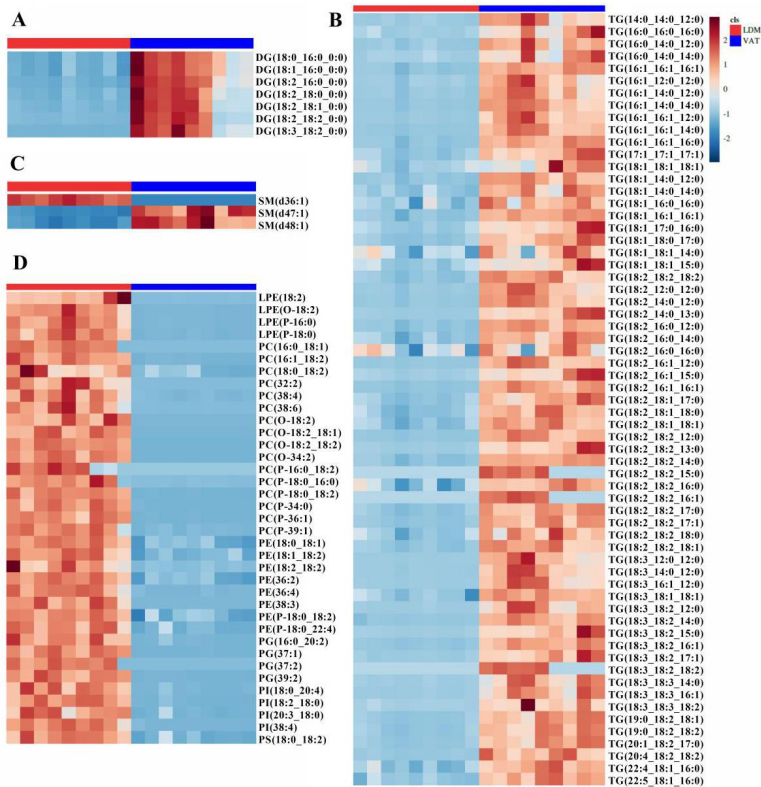 A
DG(18:0_16:0_0:0)
DG(18:1_16:0_0:0)
DG(18:2_16:0_0:0)
DG(18:2_18:0_0:0)
DG(18:2_18:1_0:0)
DG(18:2_18:2_0:0)
DG(18:3_18:2_0:0)
C
SM(d36:1)
SM(d47:1)
SM(d48:1)
D
LPE(18:2)
LPE(O-18:2)
LPE(P-16:0)
LPE(P-18:0)
PC(16:0_18:1)
PC(16:1_18:2)
PC(18:0_18:2)
PC(32:2)
PC(38:4)
PC(38:6)
PC(O-18:2)
PC(O-18:2_18:1)
PC(O-18:2_18:2)
PC(O-34:2)
PC(P-16:0_18:2)
PC(P-18:0_16:0)
PC(P-18:0_18:2)
PC(P-34:0)
PC(P-36:1)
PC(P-39:1)
PE(18:0_18:1)
PE(18:1_18:2)
PE(18:2_18:2)
PE(36:2)
PE(36:4)
PE(38:3)
PE(P-18:0_18:2)
PE(P-18:0_22:4)
PG(16:0_20:2)
PG(37:1)
PG(37:2)
PG(39:2)
PI(18:0_20:4)
PI(18:2_18:0)
PI(20:3_18:0)
PI(38:4)
PS(18:0_18:2)
B
TG(14:0_14:0_12:0)
TG(16:0_16:0_16:0)
TG(16:0_14:0_12:0)
TG(16:0_14:0_14:0)
TG(16:1_16:1_16:1)
TG(16:1_12:0_12:0)
TG(16:1_14:0_12:0)
TG(16:1_14:0_14:0)
TG(16:1_16:1_12:0)
TG(16:1_16:1_14:0)
TG(16:1_16:1_16:0)
TG(17:1_17:1_17:1)
TG(18:1_18:1_18:1)
TG(18:1_14:0_12:0)
TG(18:1_14:0_14:0)
TG(18:1_16:0_16:0)
TG(18:1_16:1_16:1)
TG(18:1_17:0_16:0)
TG(18:1_18:0_17:0)
TG(18:1_18:1_14:0)
TG(18:1_18:1_15:0)
TG(18:2_18:2_18:2)
TG(18:2_12:0_12:0)
TG(18:2_14:0_12:0)
TG(18:2_14:0_13:0)
TG(18:2_16:0_12:0)
TG(18:2_16:0_14:0)
TG(18:2_16:0_16:0)
TG(18:2_16:1_12:0)
TG(18:2_16:1_15:0)
TG(18:2_16:1_16:1)
TG(18:2_18:1_17:0)
TG(18:2_18:1_18:0)
TG(18:2_18:1_18:1)
TG(18:2_18:2_12:0)
TG(18:2_18:2_13:0)
TG(18:2_18:2_14:0)
TG(18:2_18:2_15:0)
TG(18:2_18:2_16:0)
TG(18:2_18:2_16:1)
TG(18:2_18:2_17:0)
TG(18:2_18:2_17:1)
TG(18:2_18:2_18:0)
TG(18:2_18:2_18:1)
TG(18:3_12:0_12:0)
TG(18:3_14:0_12:0)
TG(18:3_16:1_12:0)
TG(18:3_18:1_18:1)
TG(18:3_18:2_12:0)
TG(18:3_18:2_14:0)
TG(18:3_18:2_15:0)
TG(18:3_18:2_16:1)
TG(18:3_18:2_17:1)
TG(18:3_18:2_18:2)
TG(18:3_18:3_14:0)
TG(18:3_18:3_16:1)
TG(18:3_18:3_18:2)
TG(19:0_18:2_18:1)
TG(19:0_18:2_18:2)
TG(20:1_18:2_17:0)
TG(20:4_18:2_18:2)
TG(22:4_18:1_16:0)
TG(22:5_18:1_16:0)
cls
LDM
VAT
2
1
0
-1
-2